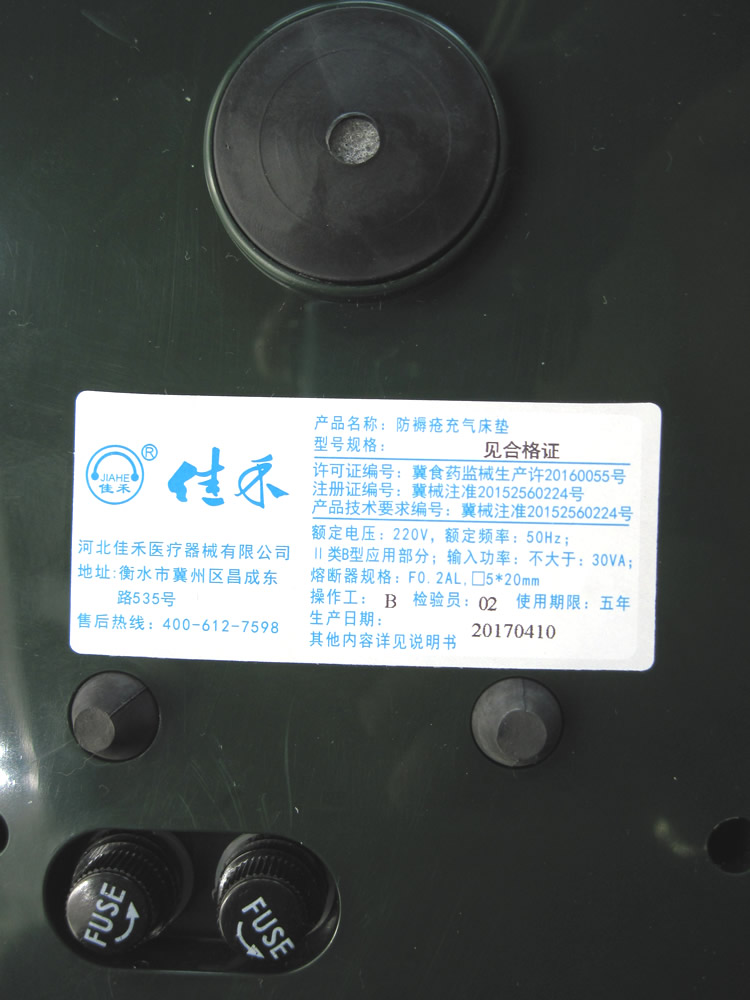 JIAHE
佳禾
®
佳禾
河北佳禾医疗器械有限公司
地址:衡水市冀州区昌成东
路535号
售后热线：400-612-7598
产品名称：防褥疮充气床垫
型号规格： 见合格证
许可证编号：冀食药监械生产许20160055号
注册证编号：冀械注准20152560224号
产品技术要求编号：冀械注准20152560224号
额定电压：220V，额定频率：50Hz；
II类B型应用部分；输入功率：不大于：30VA；
熔断器规格：F0.2AL,□5*20mm
操作工： B 检验员：02 使用期限：五年
生产日期： 20170410
其他内容详见说明书
FUSE
FUSE